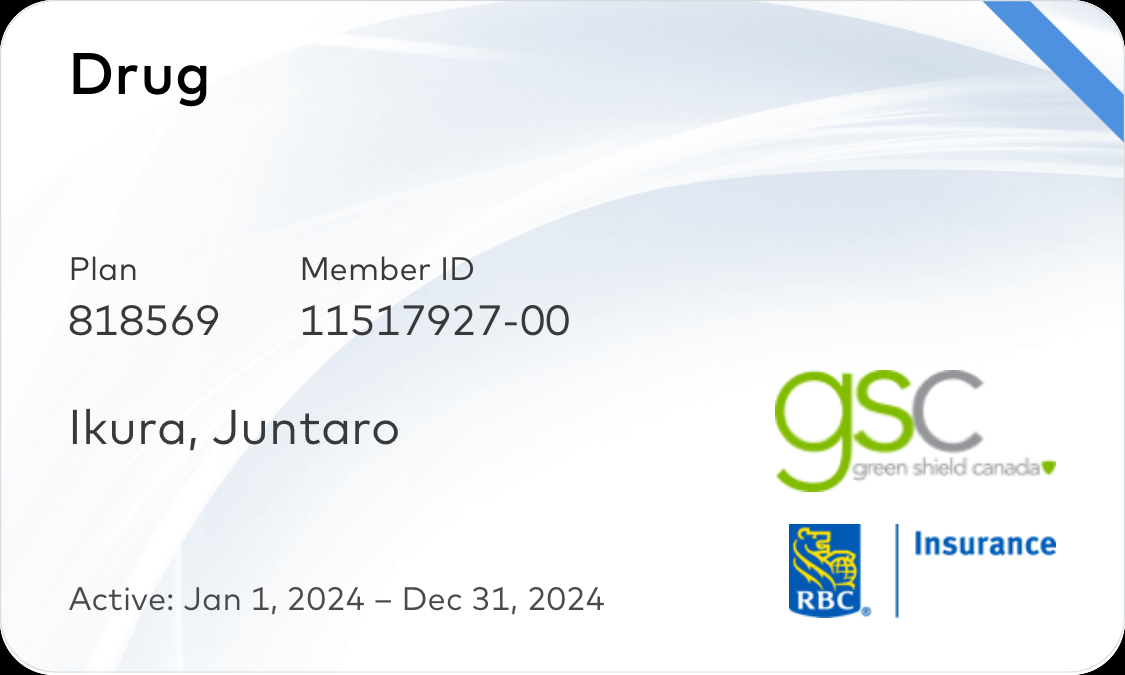 Drug
Plan
Member ID
818569
11517927-00
Ikura, Juntaro
gsc
green shield canada
Insurance
RBC®
Active: Jan 1, 2024 – Dec 31, 2024